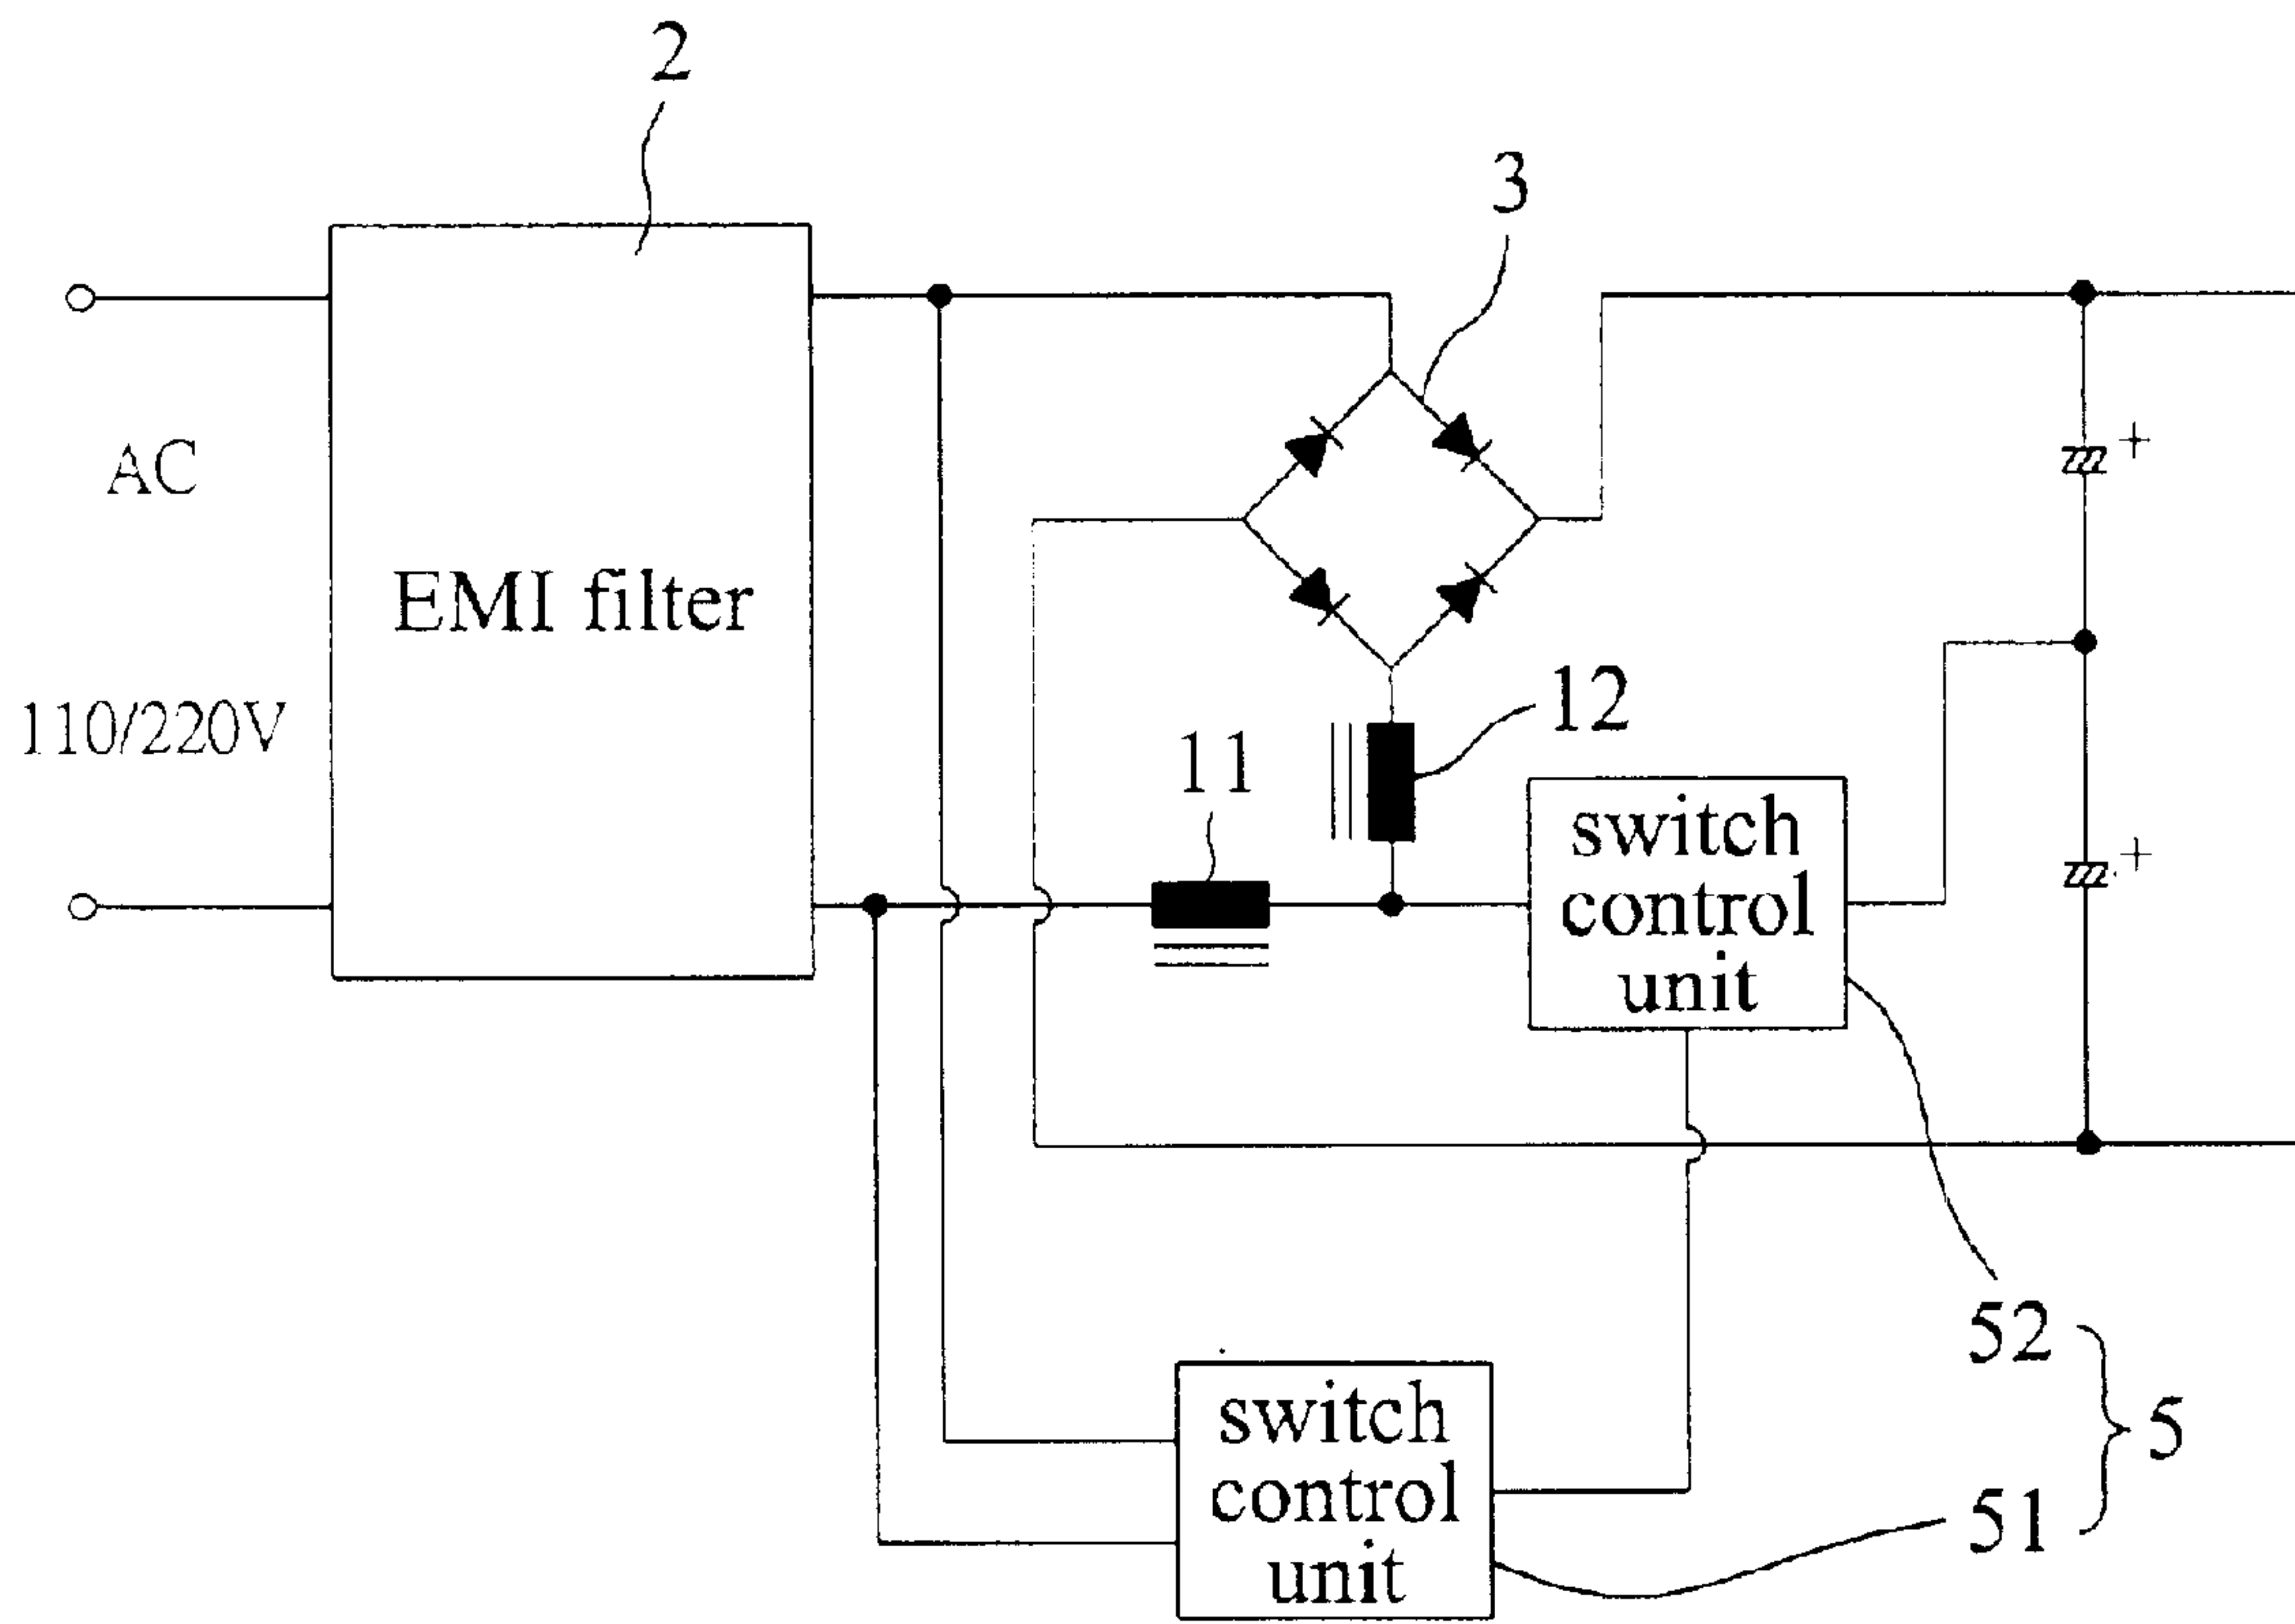 2
3
AC
EMI filter
110/220V
12
11
switch
control
unit
52
5
51
switch
control
unit
+
+